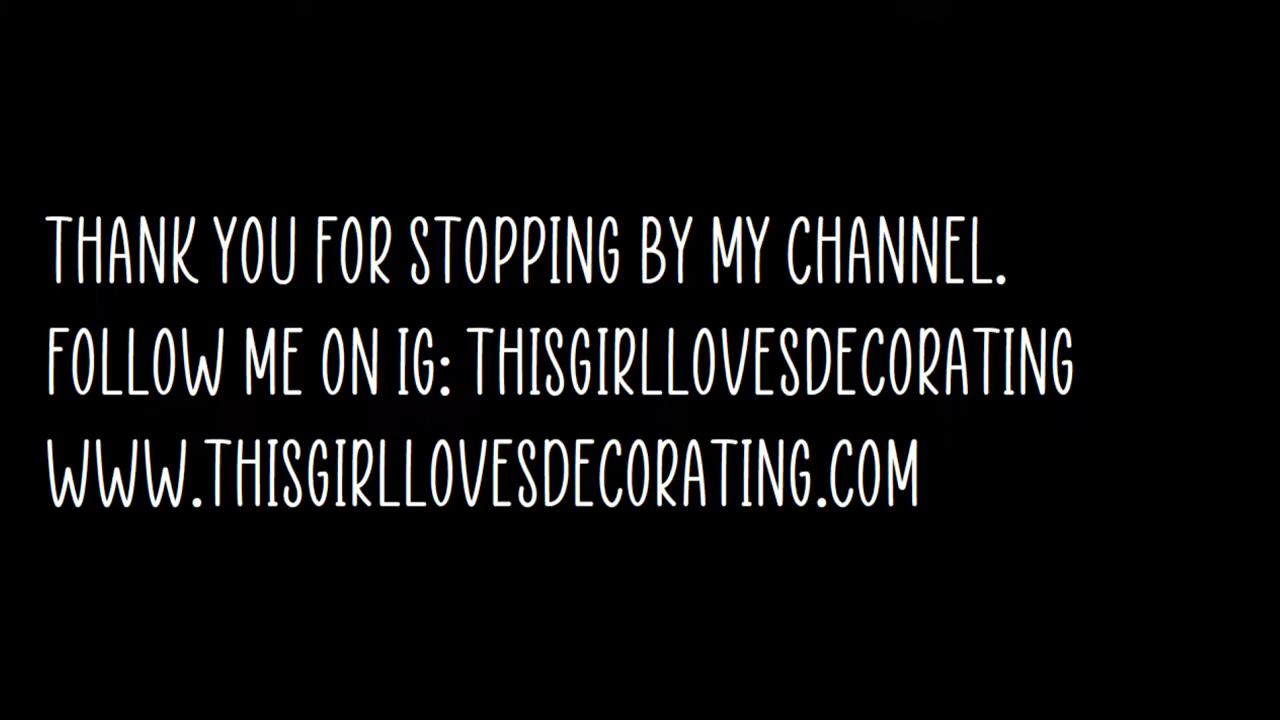 THANK YOU FOR STOPPING BY MY CHANNEL.
FOLLOW ME ON IG: THISGIRLLOVESDECORATING
WWW.THISGIRLLOVESDECORATING.COM